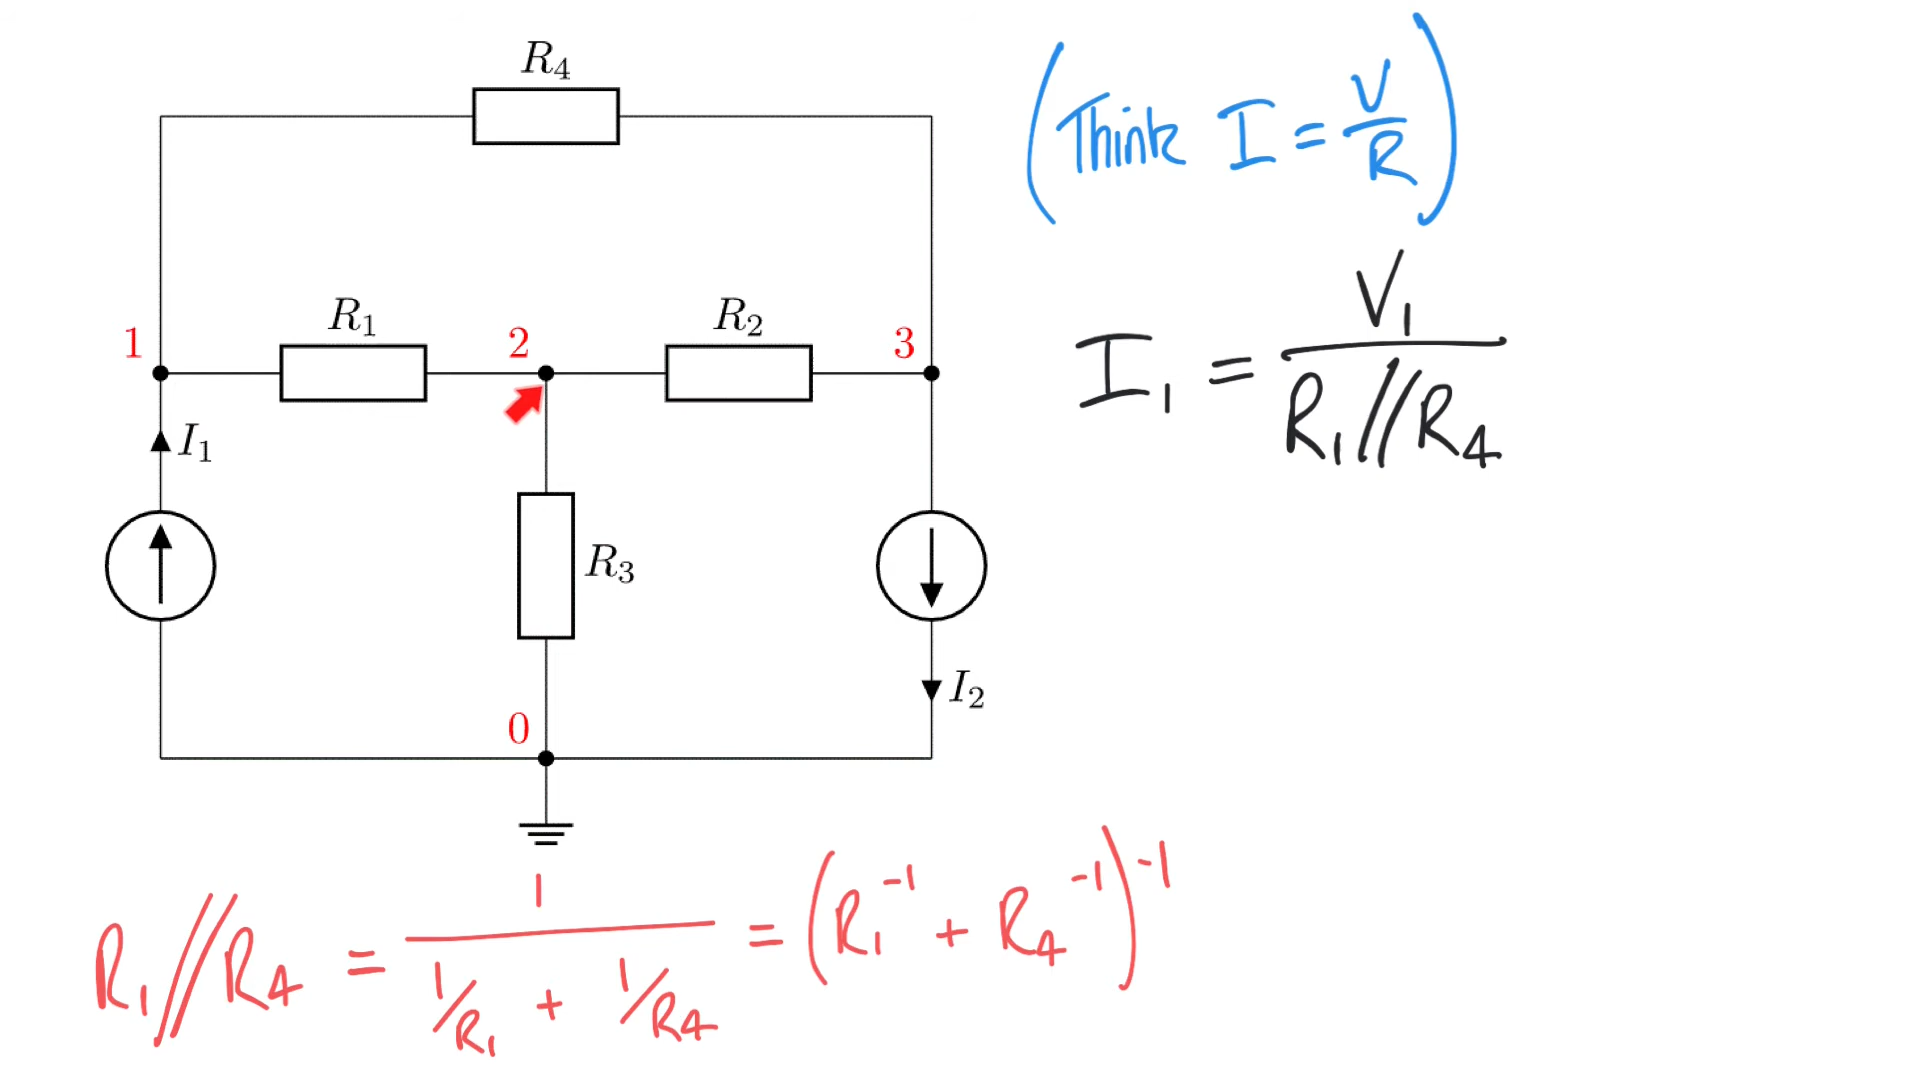 R₄
(Think I = V/R)
R₁ R₂
1 2 3
I₁ = V₁ / (R₁//R₄)
I₁
R₃
I₂
0
R₁//R₄ = 1 / (1/R₁ + 1/R₄) = (R₁⁻¹ + R₄⁻¹)⁻¹